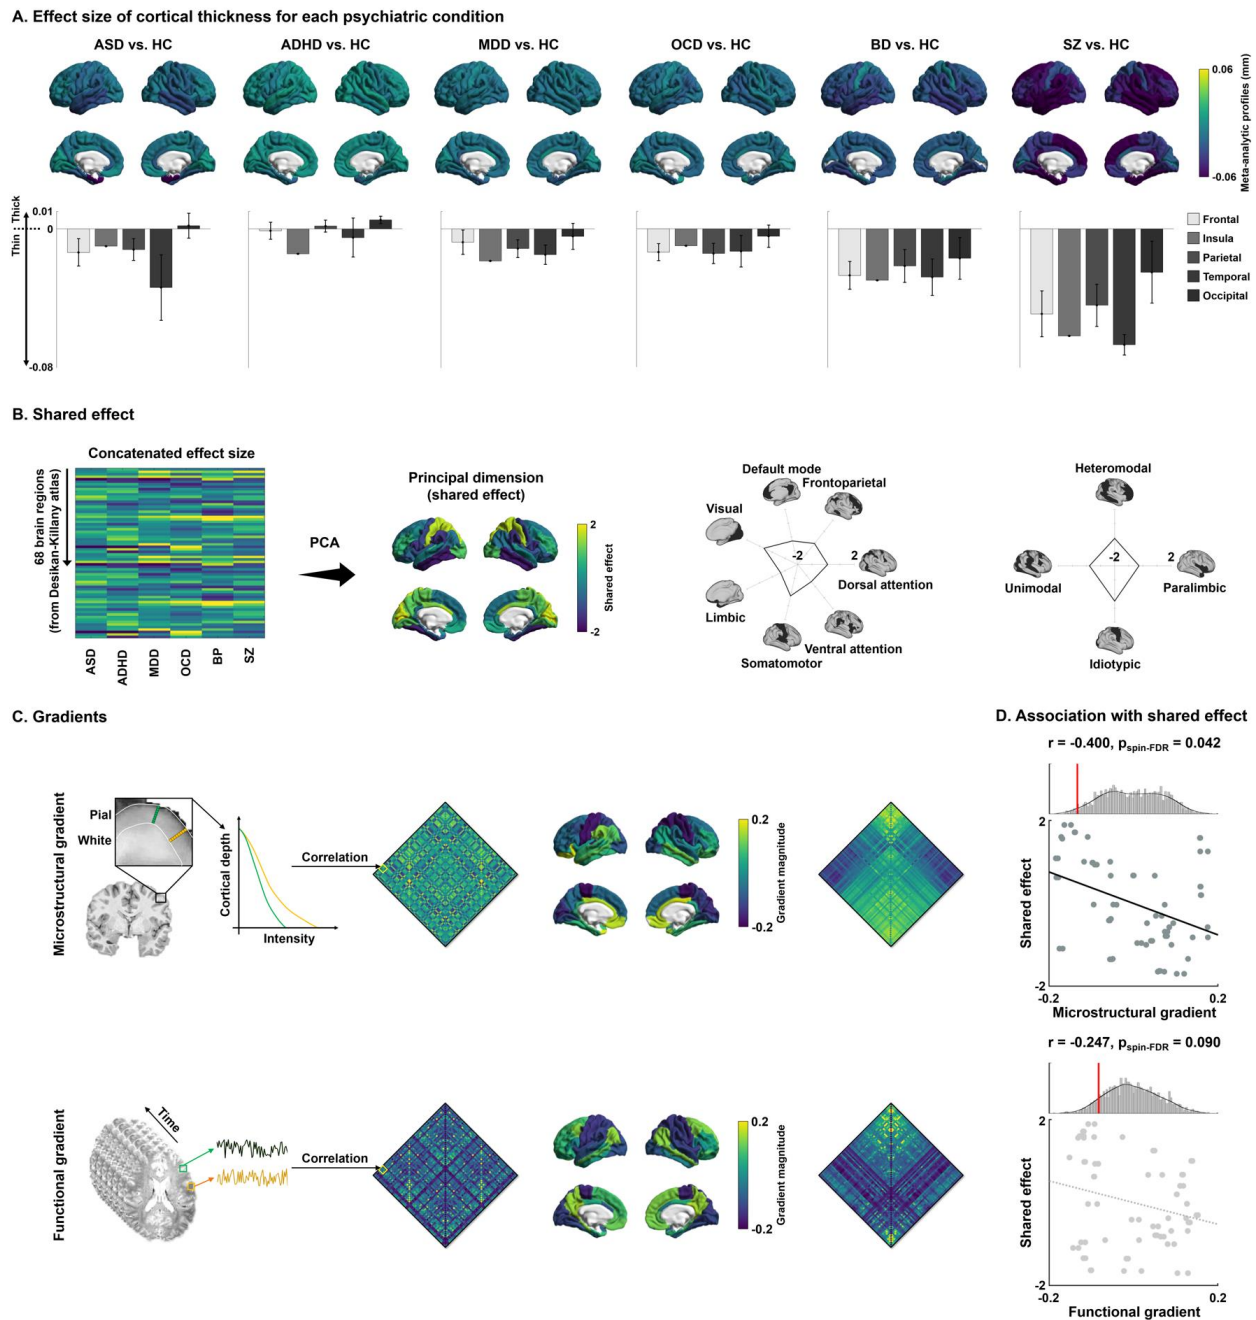 A. Effect size of cortical thickness for each psychiatric condition
ASD vs. HC
ADHD vs. HC
MDD vs. HC
OCD vs. HC
BD vs. HC
SZ vs. HC
0.06
-0.06
Meta-analytic profiles (mm)
Thick
Thin
0.01
0
-0.08
Frontal
Insula
Parietal
Temporal
Occipital
B. Shared effect
Concatenated effect size
68 brain regions
(from Desikan-Killany atlas)
ASD
ADHD
MDD
OCD
BP
SZ
PCA
Principal dimension
(shared effect)
2
-2
Shared effect
Default mode
Frontoparietal
Visual
-2
2
Dorsal attention
Limbic
Ventral attention
Somatomotor
Heteromodal
-2
2
Unimodal
Paralimbic
Idiotypic
C. Gradients
Microstructural gradient
Pial
White
Cortical depth
Intensity
Correlation
0.2
-0.2
Gradient magnitude
Functional gradient
Time
Correlation
0.2
-0.2
Gradient magnitude
D. Association with shared effect
r = -0.400, pspin-FDR = 0.042
2
-2
Shared effect
-0.2
0.2
Microstructural gradient
r = -0.247, pspin-FDR = 0.090
2
-2
Shared effect
-0.2
0.2
Functional gradient